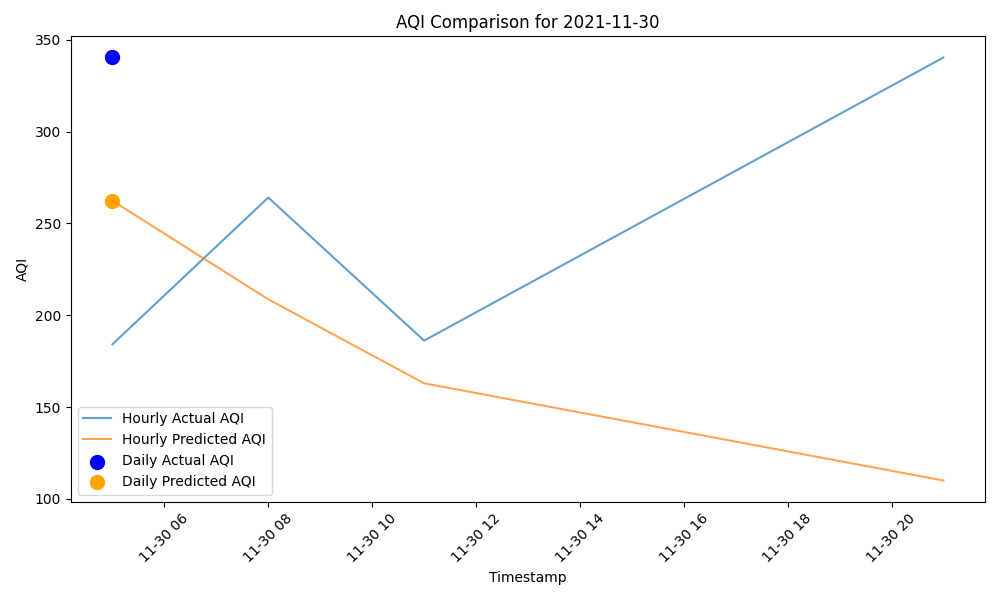 AQI Comparison for 2021-11-30
AQI
350
300
250
200
150
100
Hourly Actual AQI
Hourly Predicted AQI
Daily Actual AQI
Daily Predicted AQI
11-30 06
11-30 08
11-30 10
11-30 12
11-30 14
11-30 16
11-30 18
11-30 20
Timestamp